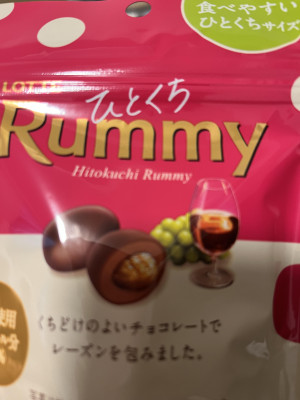 食べやすい
ひとくちサイズ
LOTTE
ひとくち
Rummy
Hitokuchi Rummy
使用
くちどけのよいチョコレートで
レーズンを包みました。